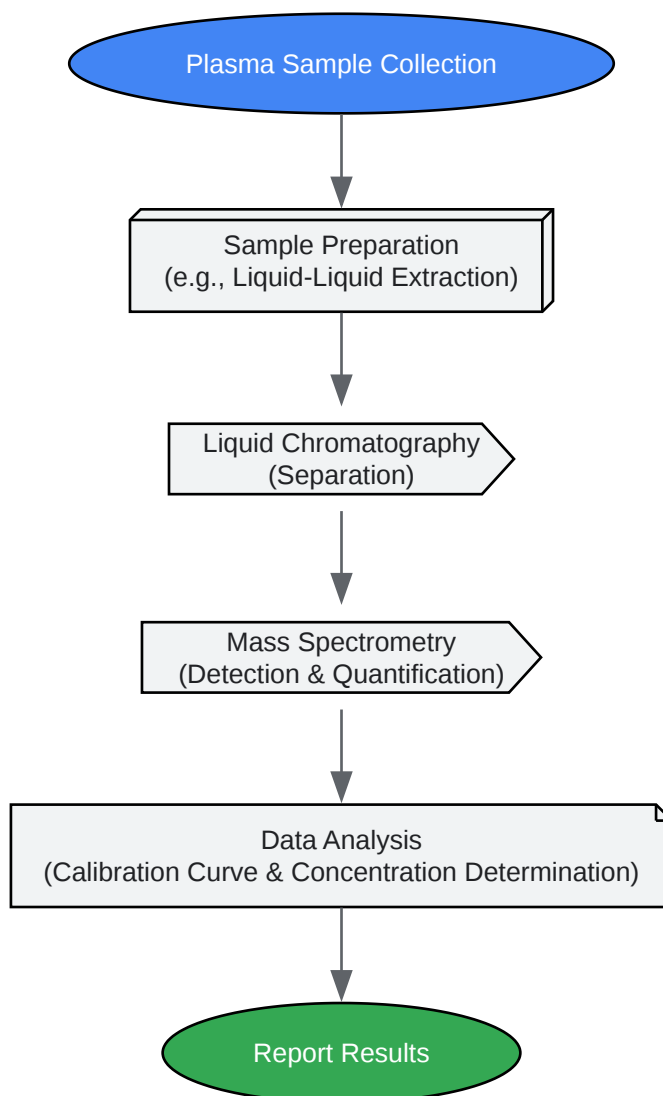 Plasma Sample Collection
Sample Preparation
(e.g., Liquid-Liquid Extraction)
Liquid Chromatography
(Separation)
Mass Spectrometry
(Detection & Quantification)
Data Analysis
(Calibration Curve & Concentration Determination)
Report Results